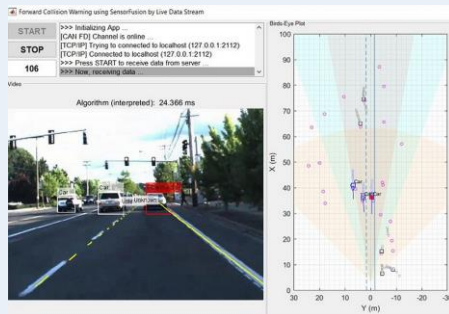 Forward Collision Warning using SensorFusion by Live Data Stream
START
STOP
106
>>> Initializing App ...
[CAN FD] Channel is online ...
[TCP/IP] Trying to connected to localhost (127.0.0.1:2112)
[TCP/IP] Connected to localhost (127.0.0.1:2112)
>>> Press START to receive data from server ...
>>> Now, receiving data ...
Video
Algorithm (interpreted): 24.366 ms
Car
Car
Birds-Eye Plot
X (m)
100
90
80
70
60
50
40
30
20
10
0
Car
Car
30
20
10
0
-10
-20
-30
Y (m)